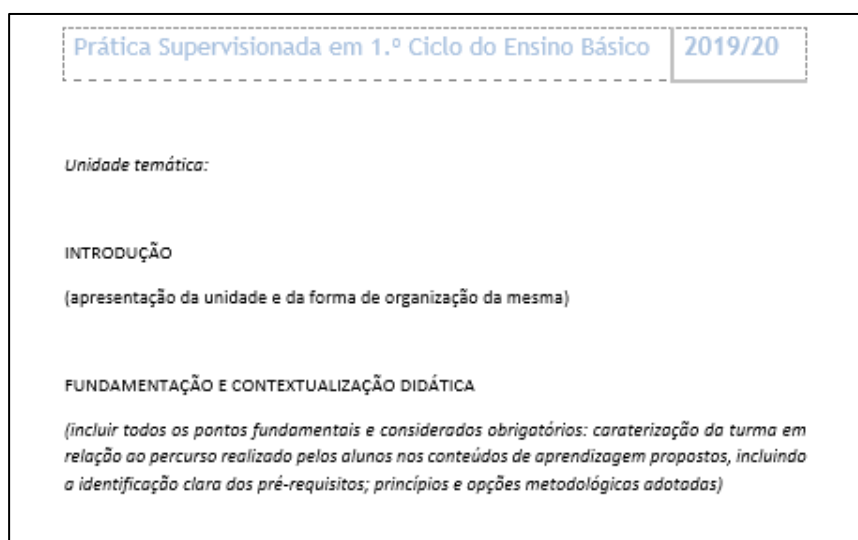 Prática Supervisionada em 1.º Ciclo do Ensino Básico 2019/20
Unidade temática:
INTRODUÇÃO
(apresentação da unidade e da forma de organização da mesma)
FUNDAMENTAÇÃO E CONTEXTUALIZAÇÃO DIDÁTICA
(incluir todos os pontos fundamentais e considerados obrigatórios: caraterização da turma em
relação ao percurso realizado pelos alunos nos conteúdos de aprendizagem propostos, incluindo
a identificação clara dos pré-requisitos; princípios e opções metodológicas adotadas)